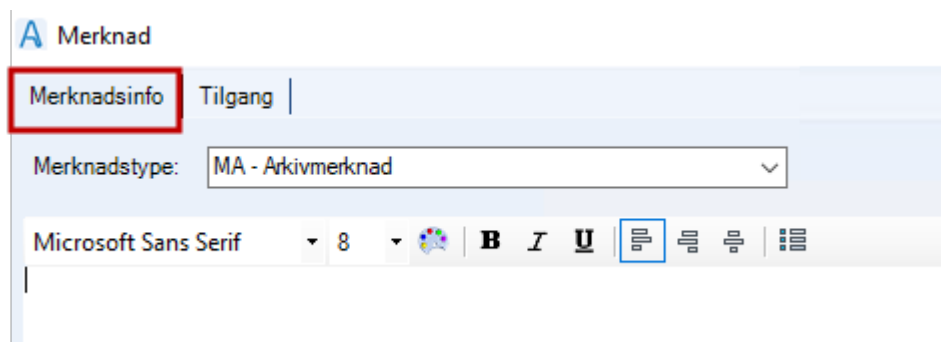 Merknad
Merknadsinfo Tilgang
Merknadstype: MA - Arkivmerknad
Microsoft Sans Serif 8 B I U